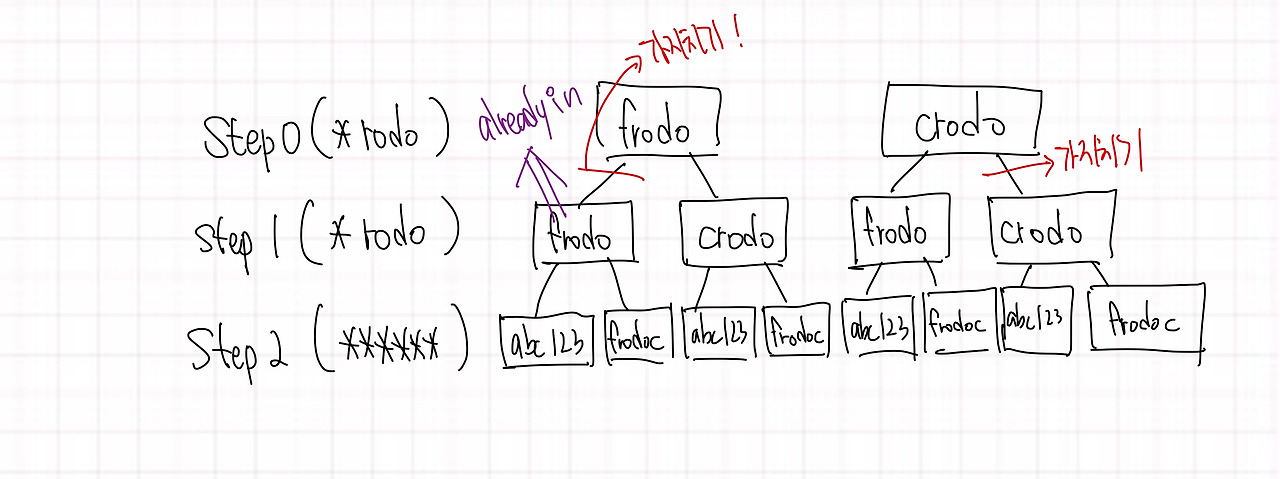 가지치기!
Step 0 (*rodo) already in frodo crodo
가지치기
Step 1 (*rodo) frodo crodo frodo crodo
Step 2 (******) abc123 frodoc abc123 frodoc abc123 frodoc abc123 frodoc